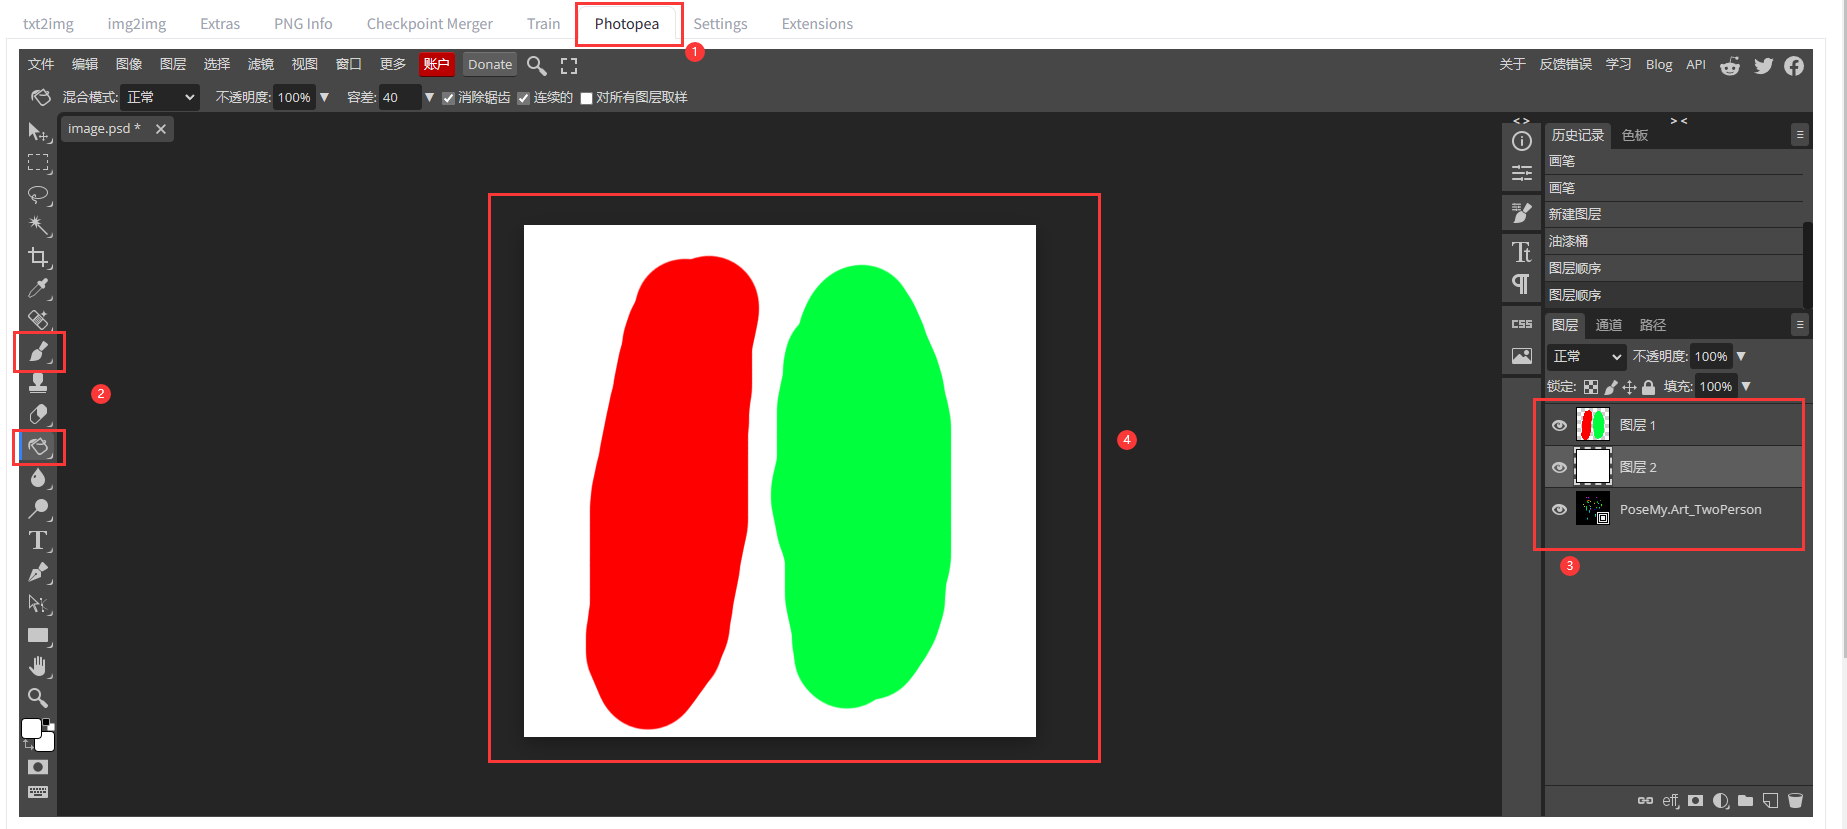 txt2img img2img Extras PNG Info Checkpoint Merger Train Photopea Settings Extensions
1
文件 编辑 图像 图层 选择 滤镜 视图 窗口 更多 账户 Donate 关于 反馈错误 学习 Blog API
混合模式: 正常 不透明度: 100% 容差: 40 消除锯齿 连续的 对所有图层取样
image.psd *
< > > <
历史记录 色板
画笔
画笔
新建图层
油漆桶
图层顺序
图层顺序
CSS
图层 通道 路径
正常 不透明度: 100%
锁定: 填充: 100%
2
图层 1
4
图层 2
PoseMy.Art_TwoPerson
3
eff